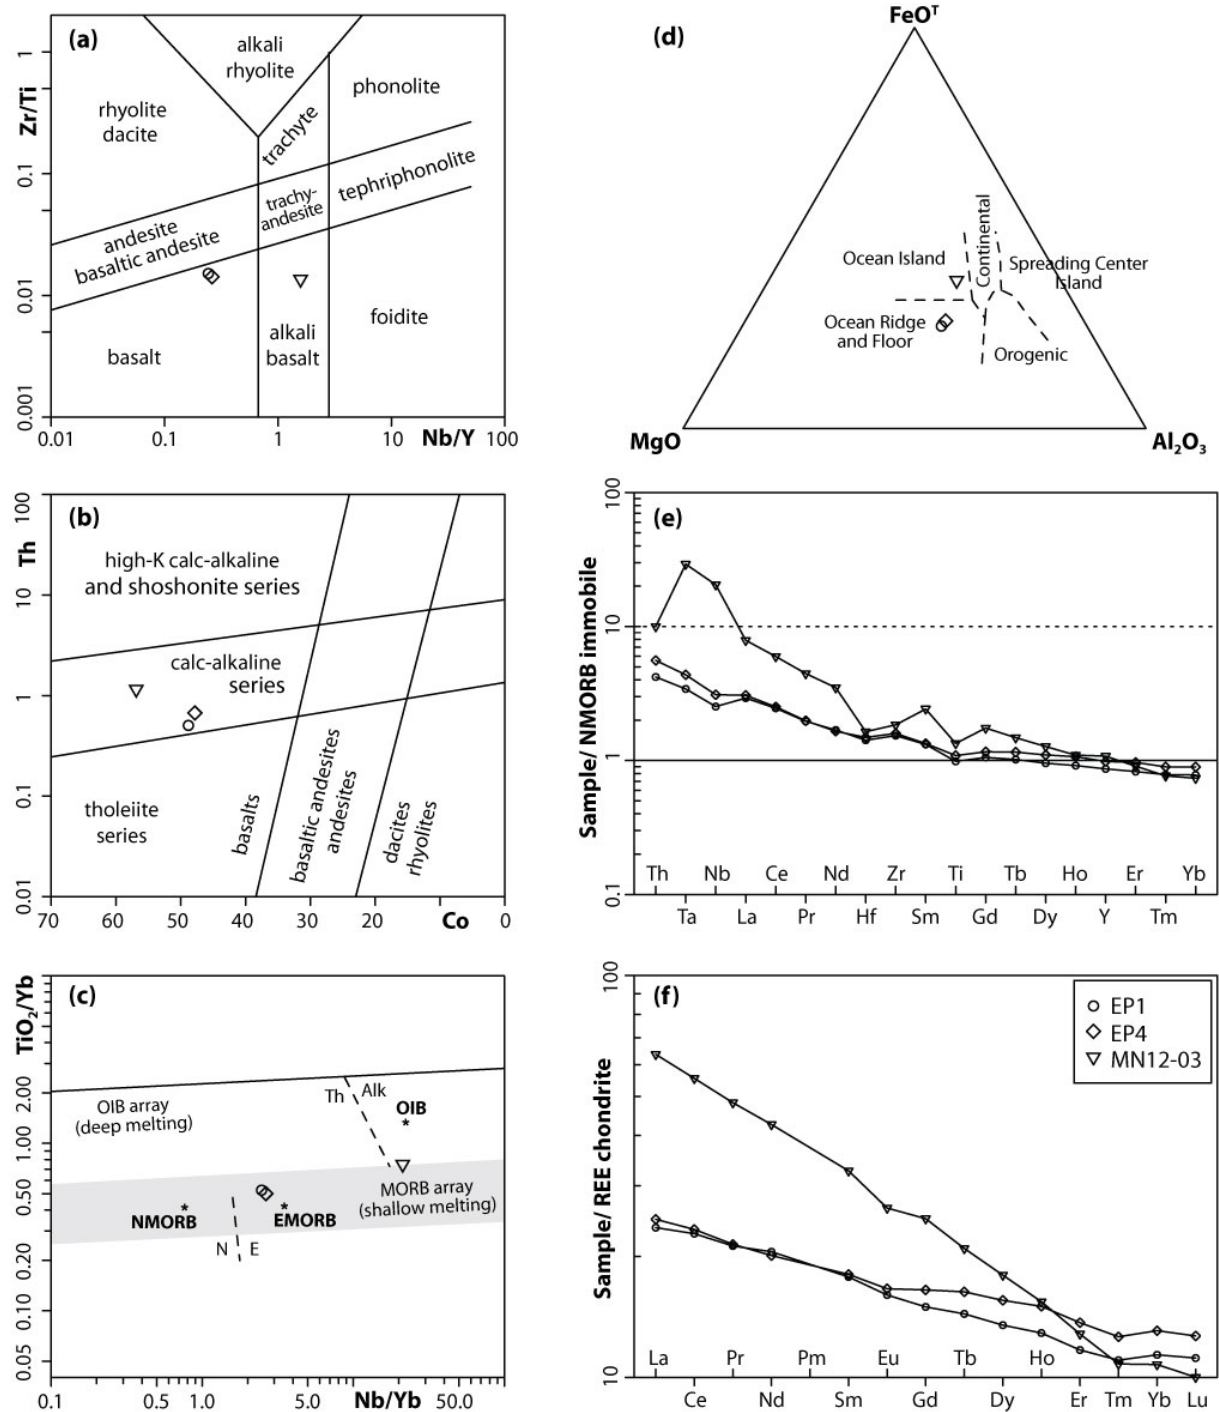 (a)
alkali
rhyolite
phonolite
rhyolite
dacite
trachyte
tephriphonolite
trachy-
andesite
andesite
basaltic andesite
foidite
alkali
basalt
basalt
Zr/Ti
1
0.1
0.01
0.001
0.01
0.1
1
10
Nb/Y
100
(b)
high-K calc-alkaline
and shoshonite series
calc-alkaline
series
tholeiite
series
basalts
basaltic andesites
andesites
dacites
rhyolites
Th
100
10
1
0.1
0.01
70
60
50
40
30
20
Co
0
(c)
OIB array
(deep melting)
Th
Alk
OIB
*
MORB array
(shallow melting)
*
NMORB
*
EMORB
N
E
TiO₂/Yb
2.00
1.00
0.50
0.20
0.10
0.05
0.1
0.5
1.0
5.0
Nb/Yb
50.0
(d)
FeOᵀ
Continental
Ocean Island
Spreading Center
Island
Ocean Ridge
and Floor
Orogenic
MgO
Al₂O₃
(e)
Sample/ NMORB immobile
100
10
1
0.1
Th Nb Ce Nd Zr Ti Tb Ho Er Yb
Ta La Pr Hf Sm Gd Dy Y Tm
(f)
EP1
EP4
MN12-03
Sample/ REE chondrite
100
10
La Pr Pm Eu Tb Ho
Ce Nd Sm Gd Dy Er Tm Yb Lu